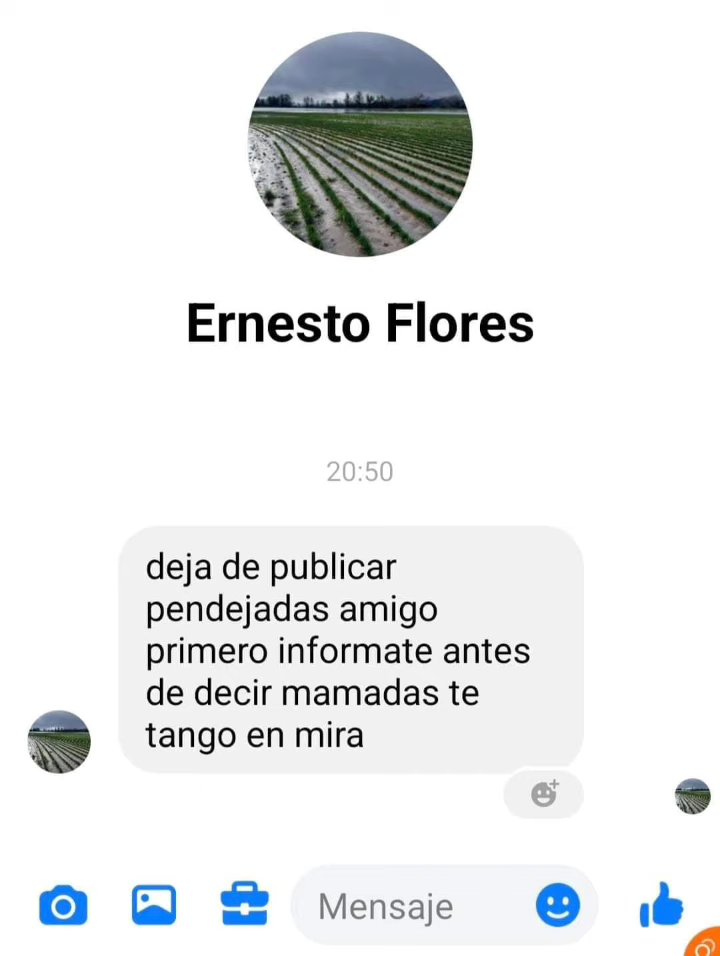 Ernesto Flores
20:50
deja de publicar
pendejadas amigo
primero informate antes
de decir mamadas te
tango en mira
Mensaje